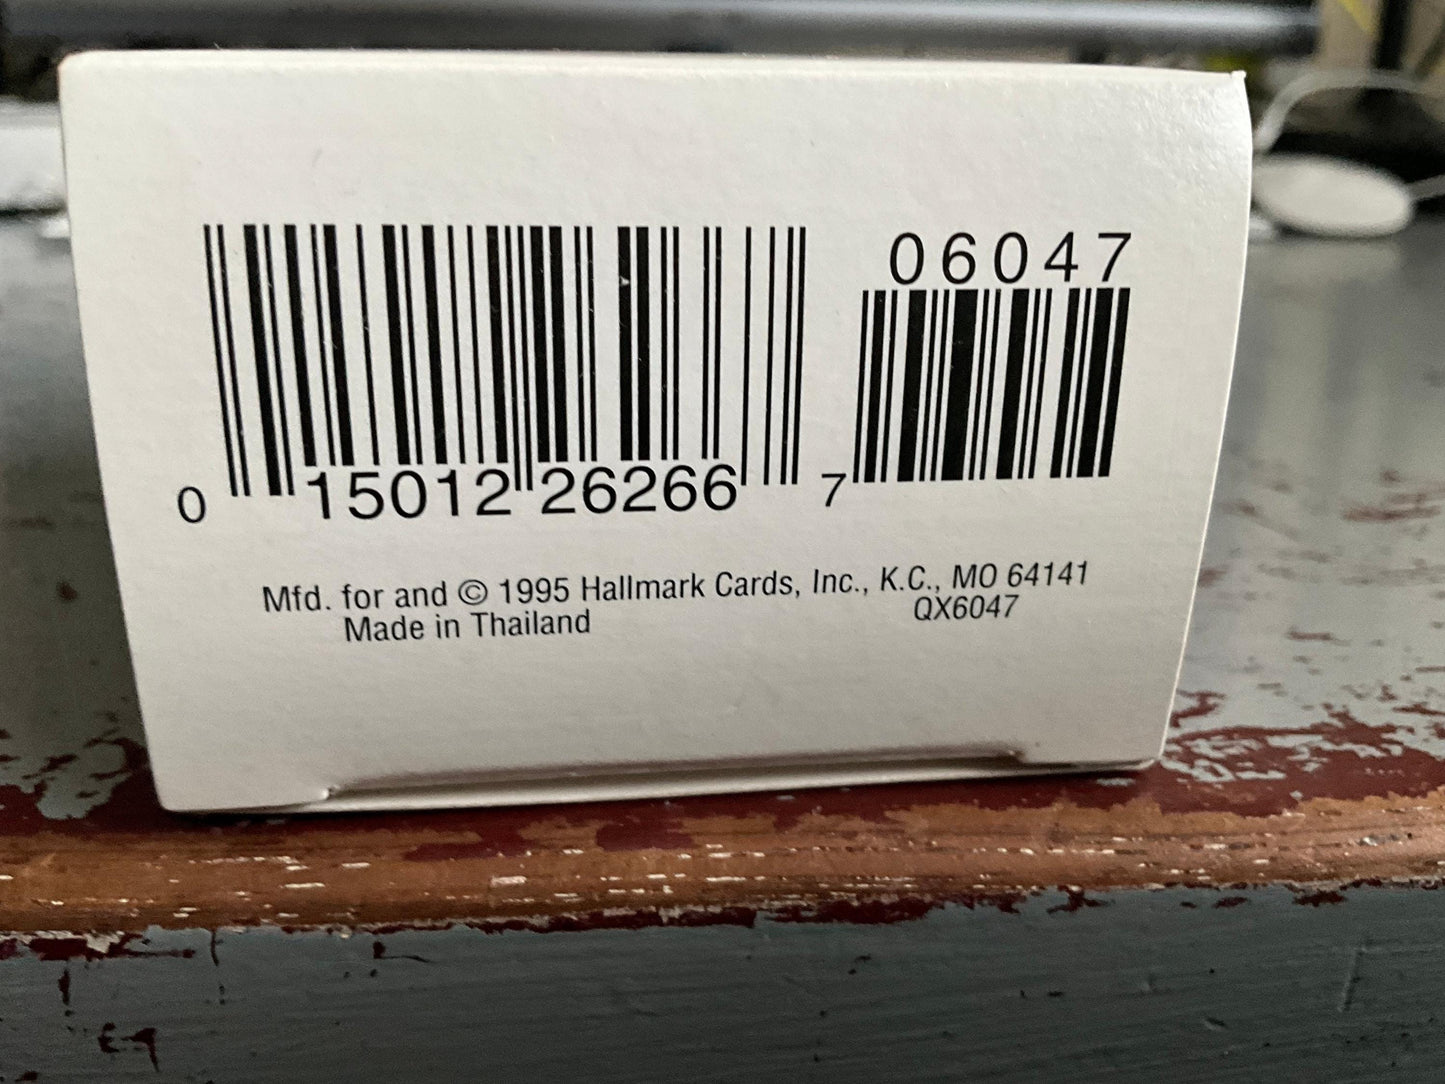 06047
0 15012 26266 7
Mfd. for and © 1995 Hallmark Cards, Inc., K.C., MO 64141
Made in Thailand QX6047